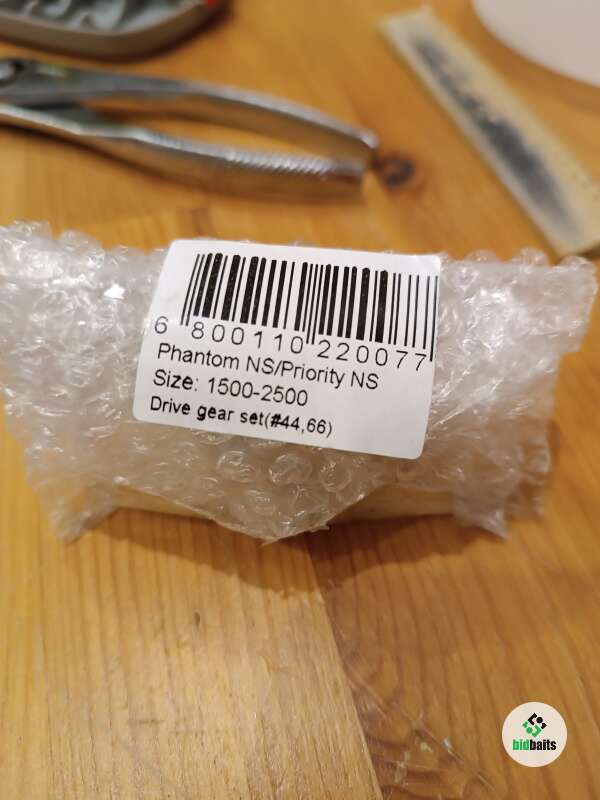 6 800110 220077
Phantom NS/Priority NS
Size: 1500-2500
Drive gear set(#44,66)
bidbaits